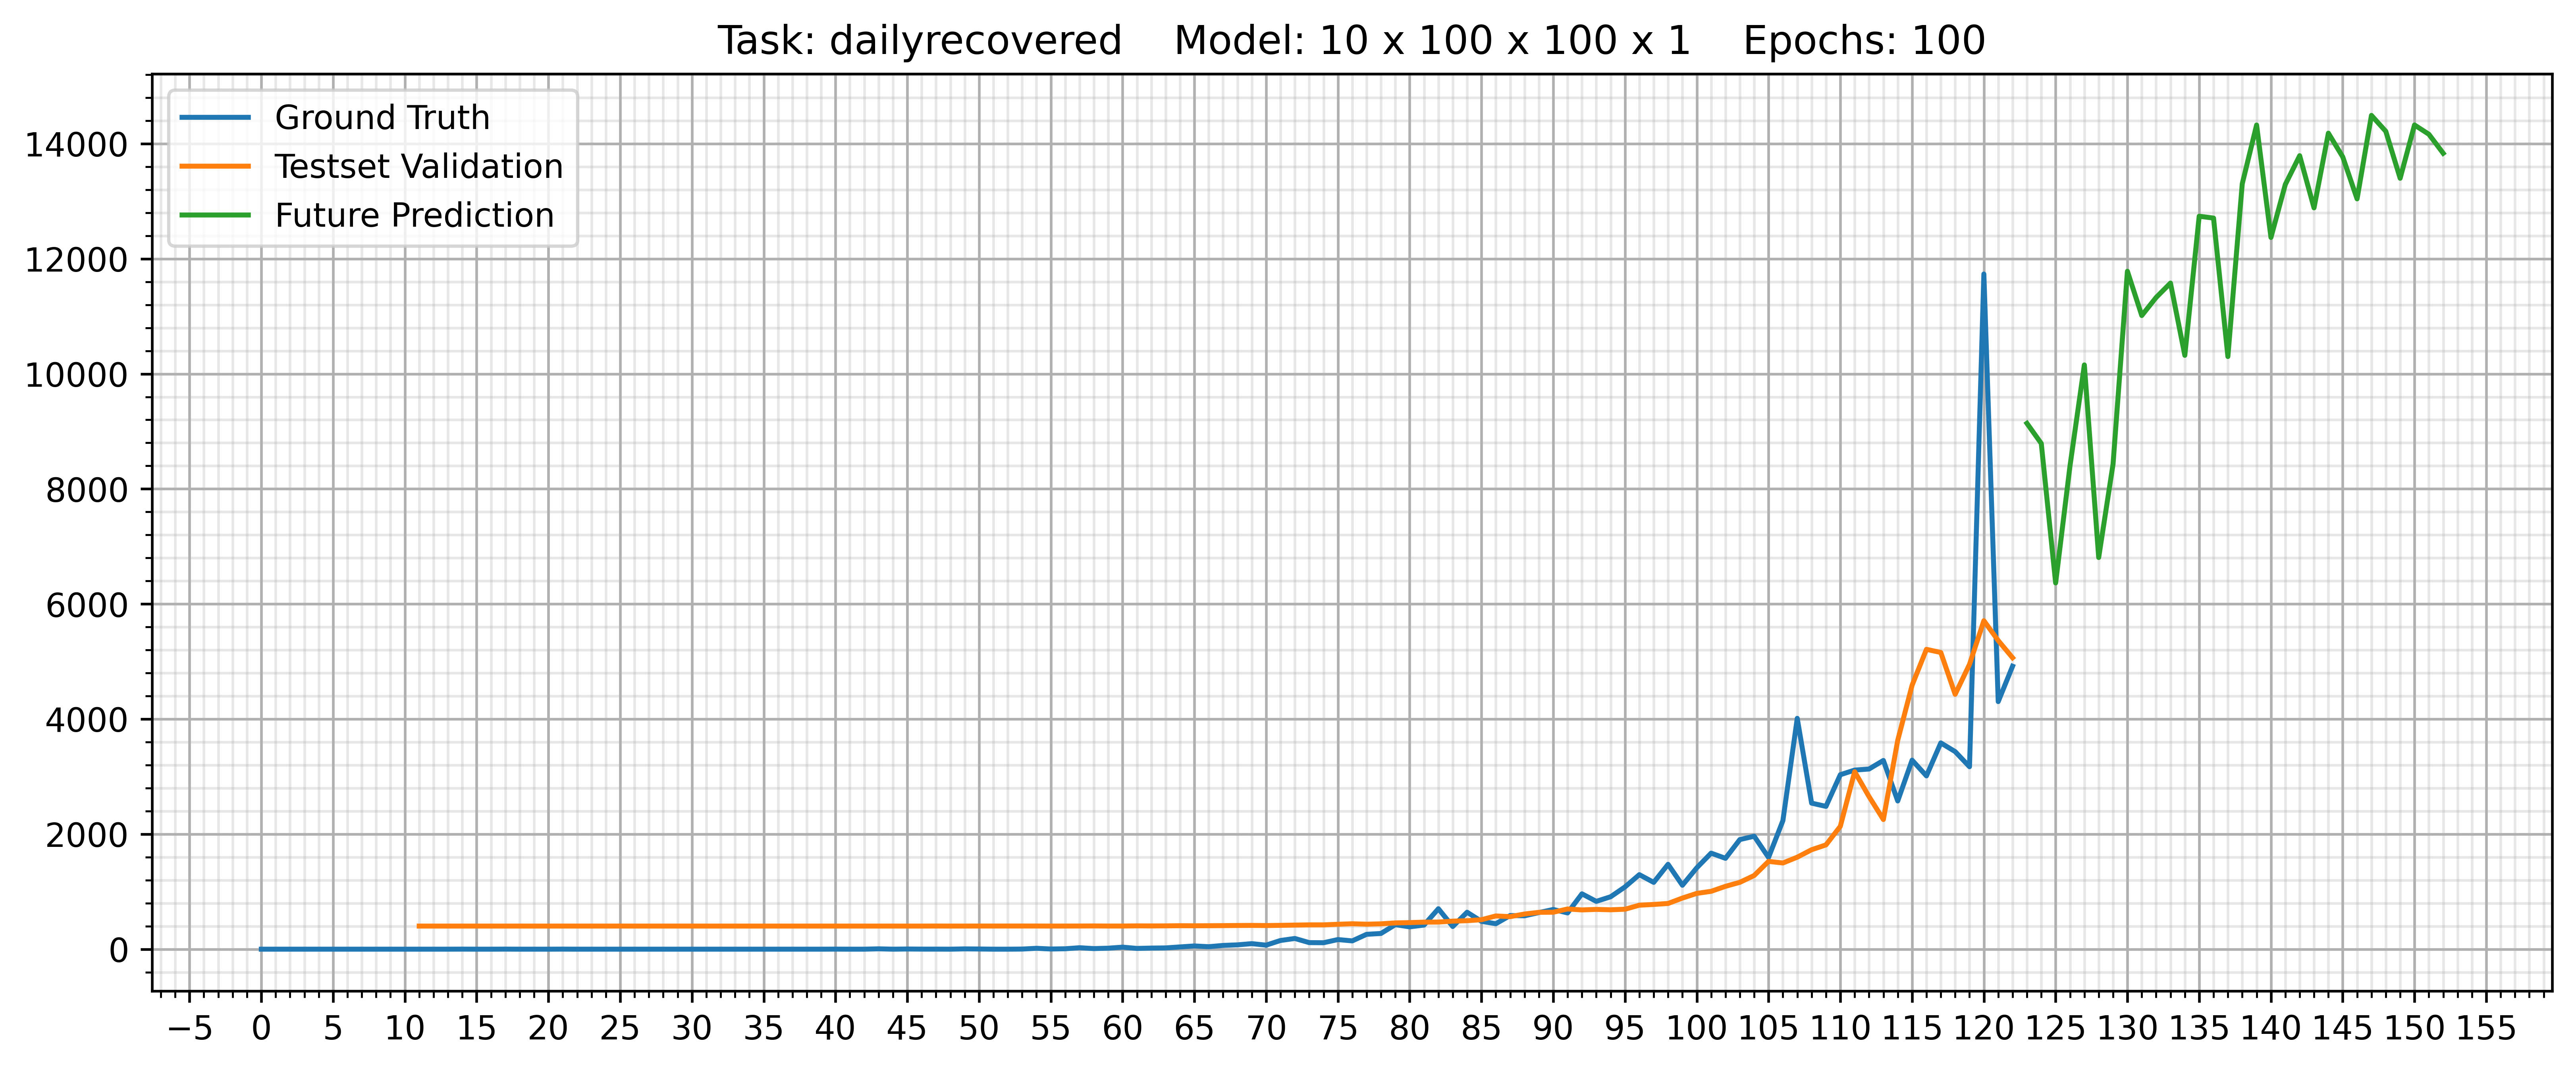 Task: dailyrecovered    Model: 10 x 100 x 100 x 1    Epochs: 100
Ground Truth
Testset Validation
Future Prediction
14000
12000
10000
8000
6000
4000
2000
0
−5 0 5 10 15 20 25 30 35 40 45 50 55 60 65 70 75 80 85 90 95 100 105 110 115 120 125 130 135 140 145 150 155